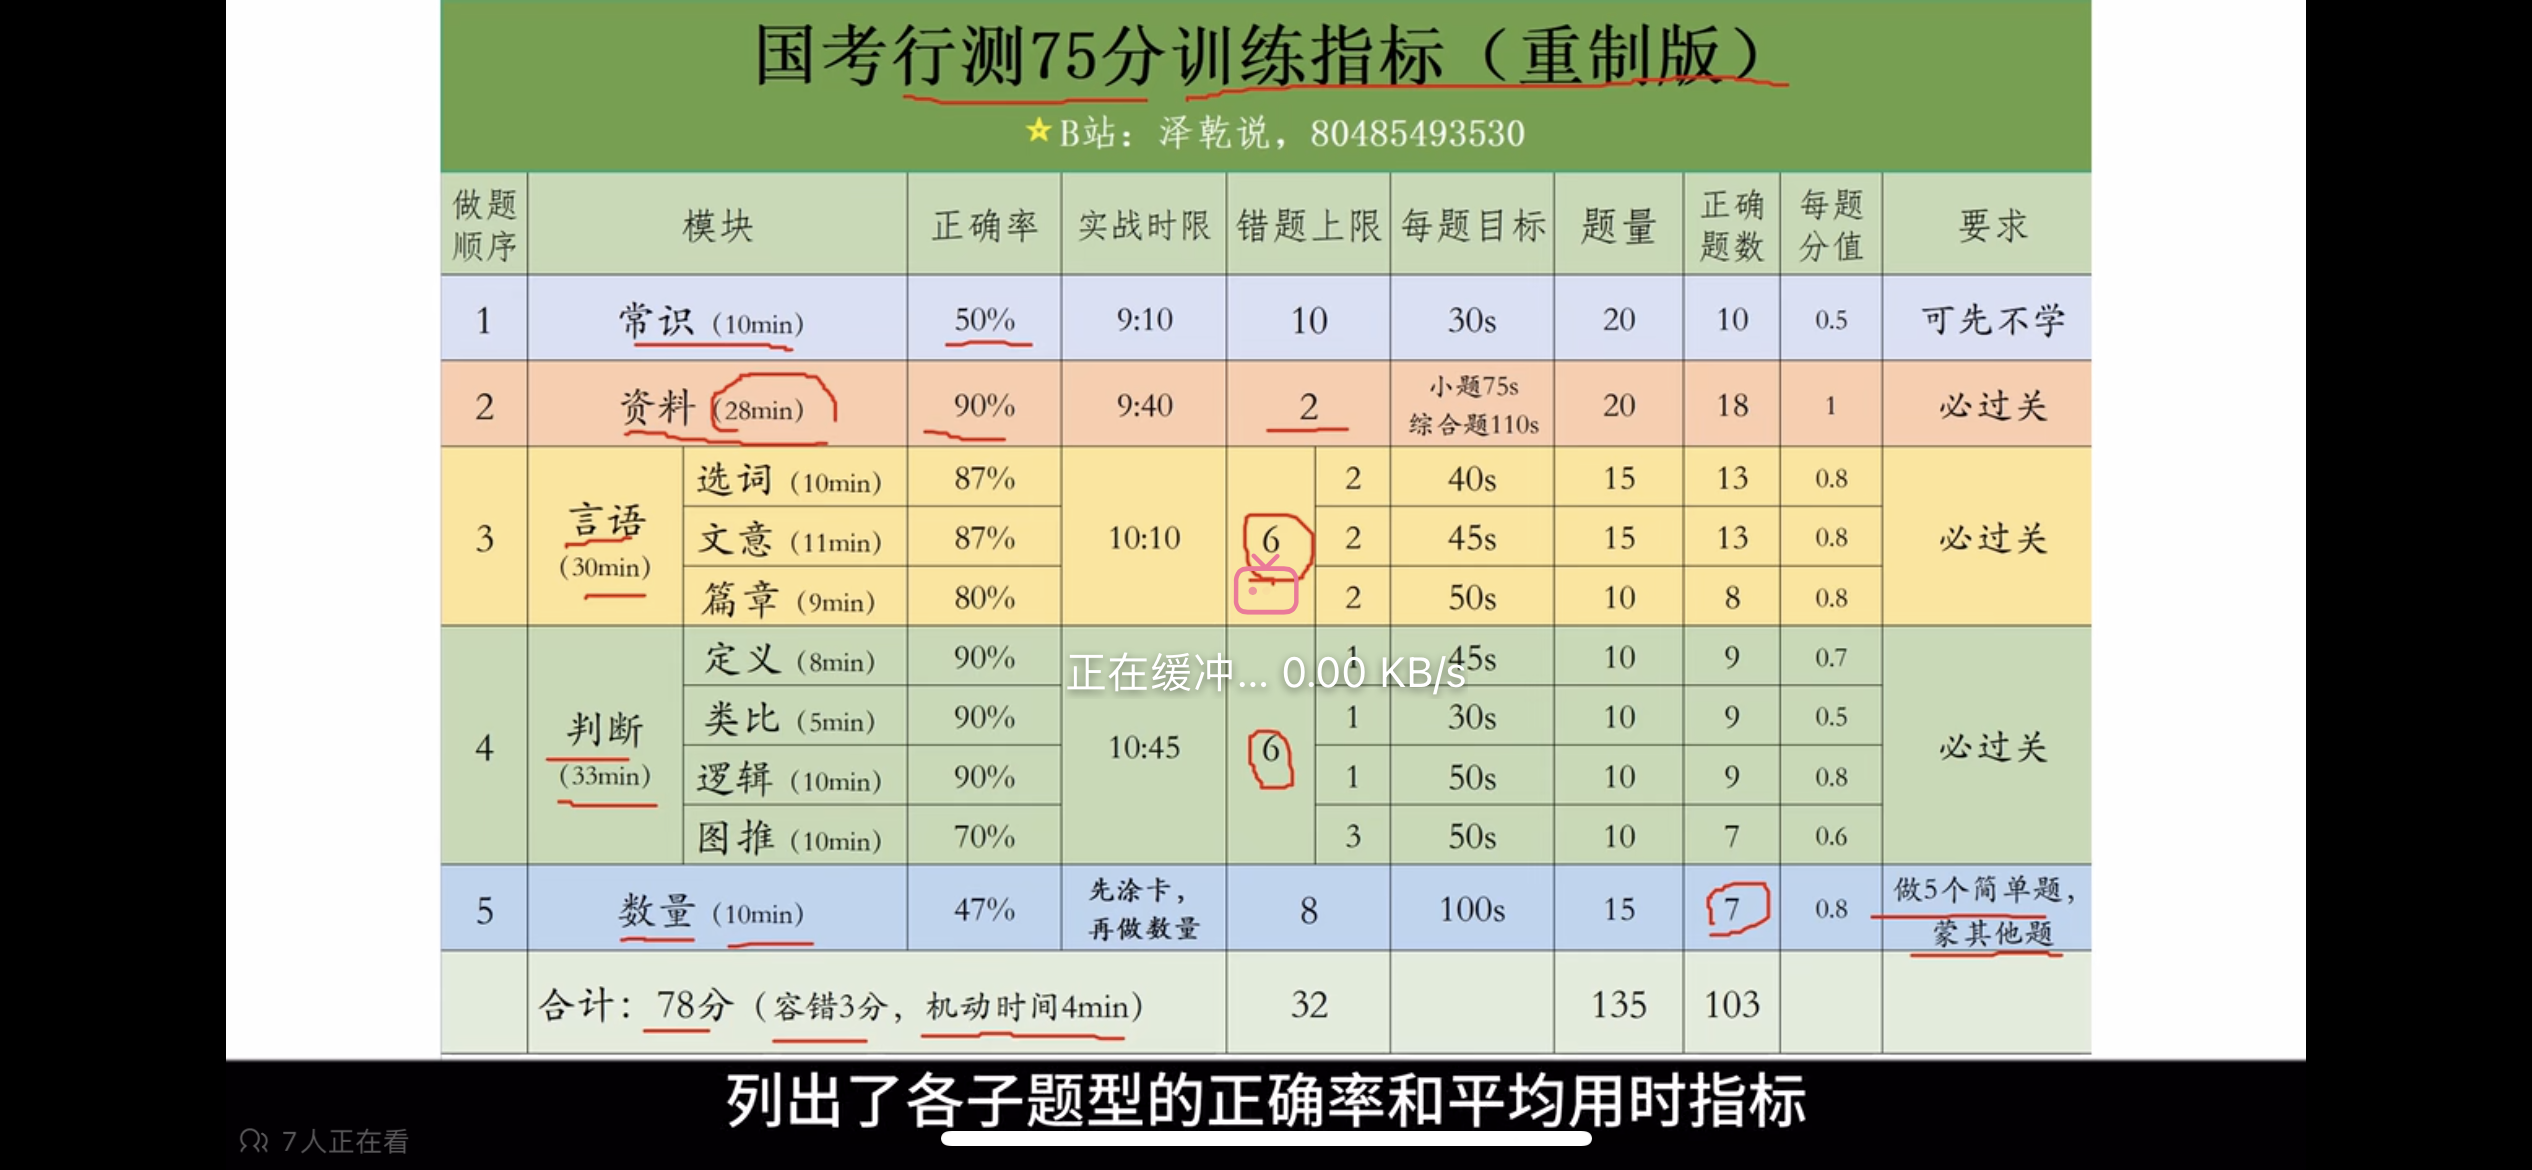 国考行测75分训练指标（重制版）
B站：泽乾说，80485493530
做题顺序 模块 正确率 实战时限 错题上限 每题目标 题量 正确题数 每题分值 要求
1 常识（10min） 50% 9:10 10 30s 20 10 0.5 可先不学
2 资料（28min） 90% 9:40 2 小题75s 综合题110s 20 18 1 必过关
3 言语（30min） 选词（10min） 87% 10:10 6 2 40s 15 13 0.8 必过关
文意（11min） 87% 2 45s 15 13 0.8
篇章（9min） 80% 2 50s 10 8 0.8
4 判断（33min） 定义（8min） 90% 10:45 6 1 45s 10 9 0.7 必过关
类比（5min） 90% 1 30s 10 9 0.5
逻辑（10min） 90% 1 50s 10 9 0.8
图推（10min） 70% 3 50s 10 7 0.6
5 数量（10min） 47% 先涂卡，再做数量 8 100s 15 7 0.8 做5个简单题，蒙其他题
合计：78分（容错3分，机动时间4min） 32 135 103
正在缓冲... 0.00 KB/s
列出了各子题型的正确率和平均用时指标
7人正在看